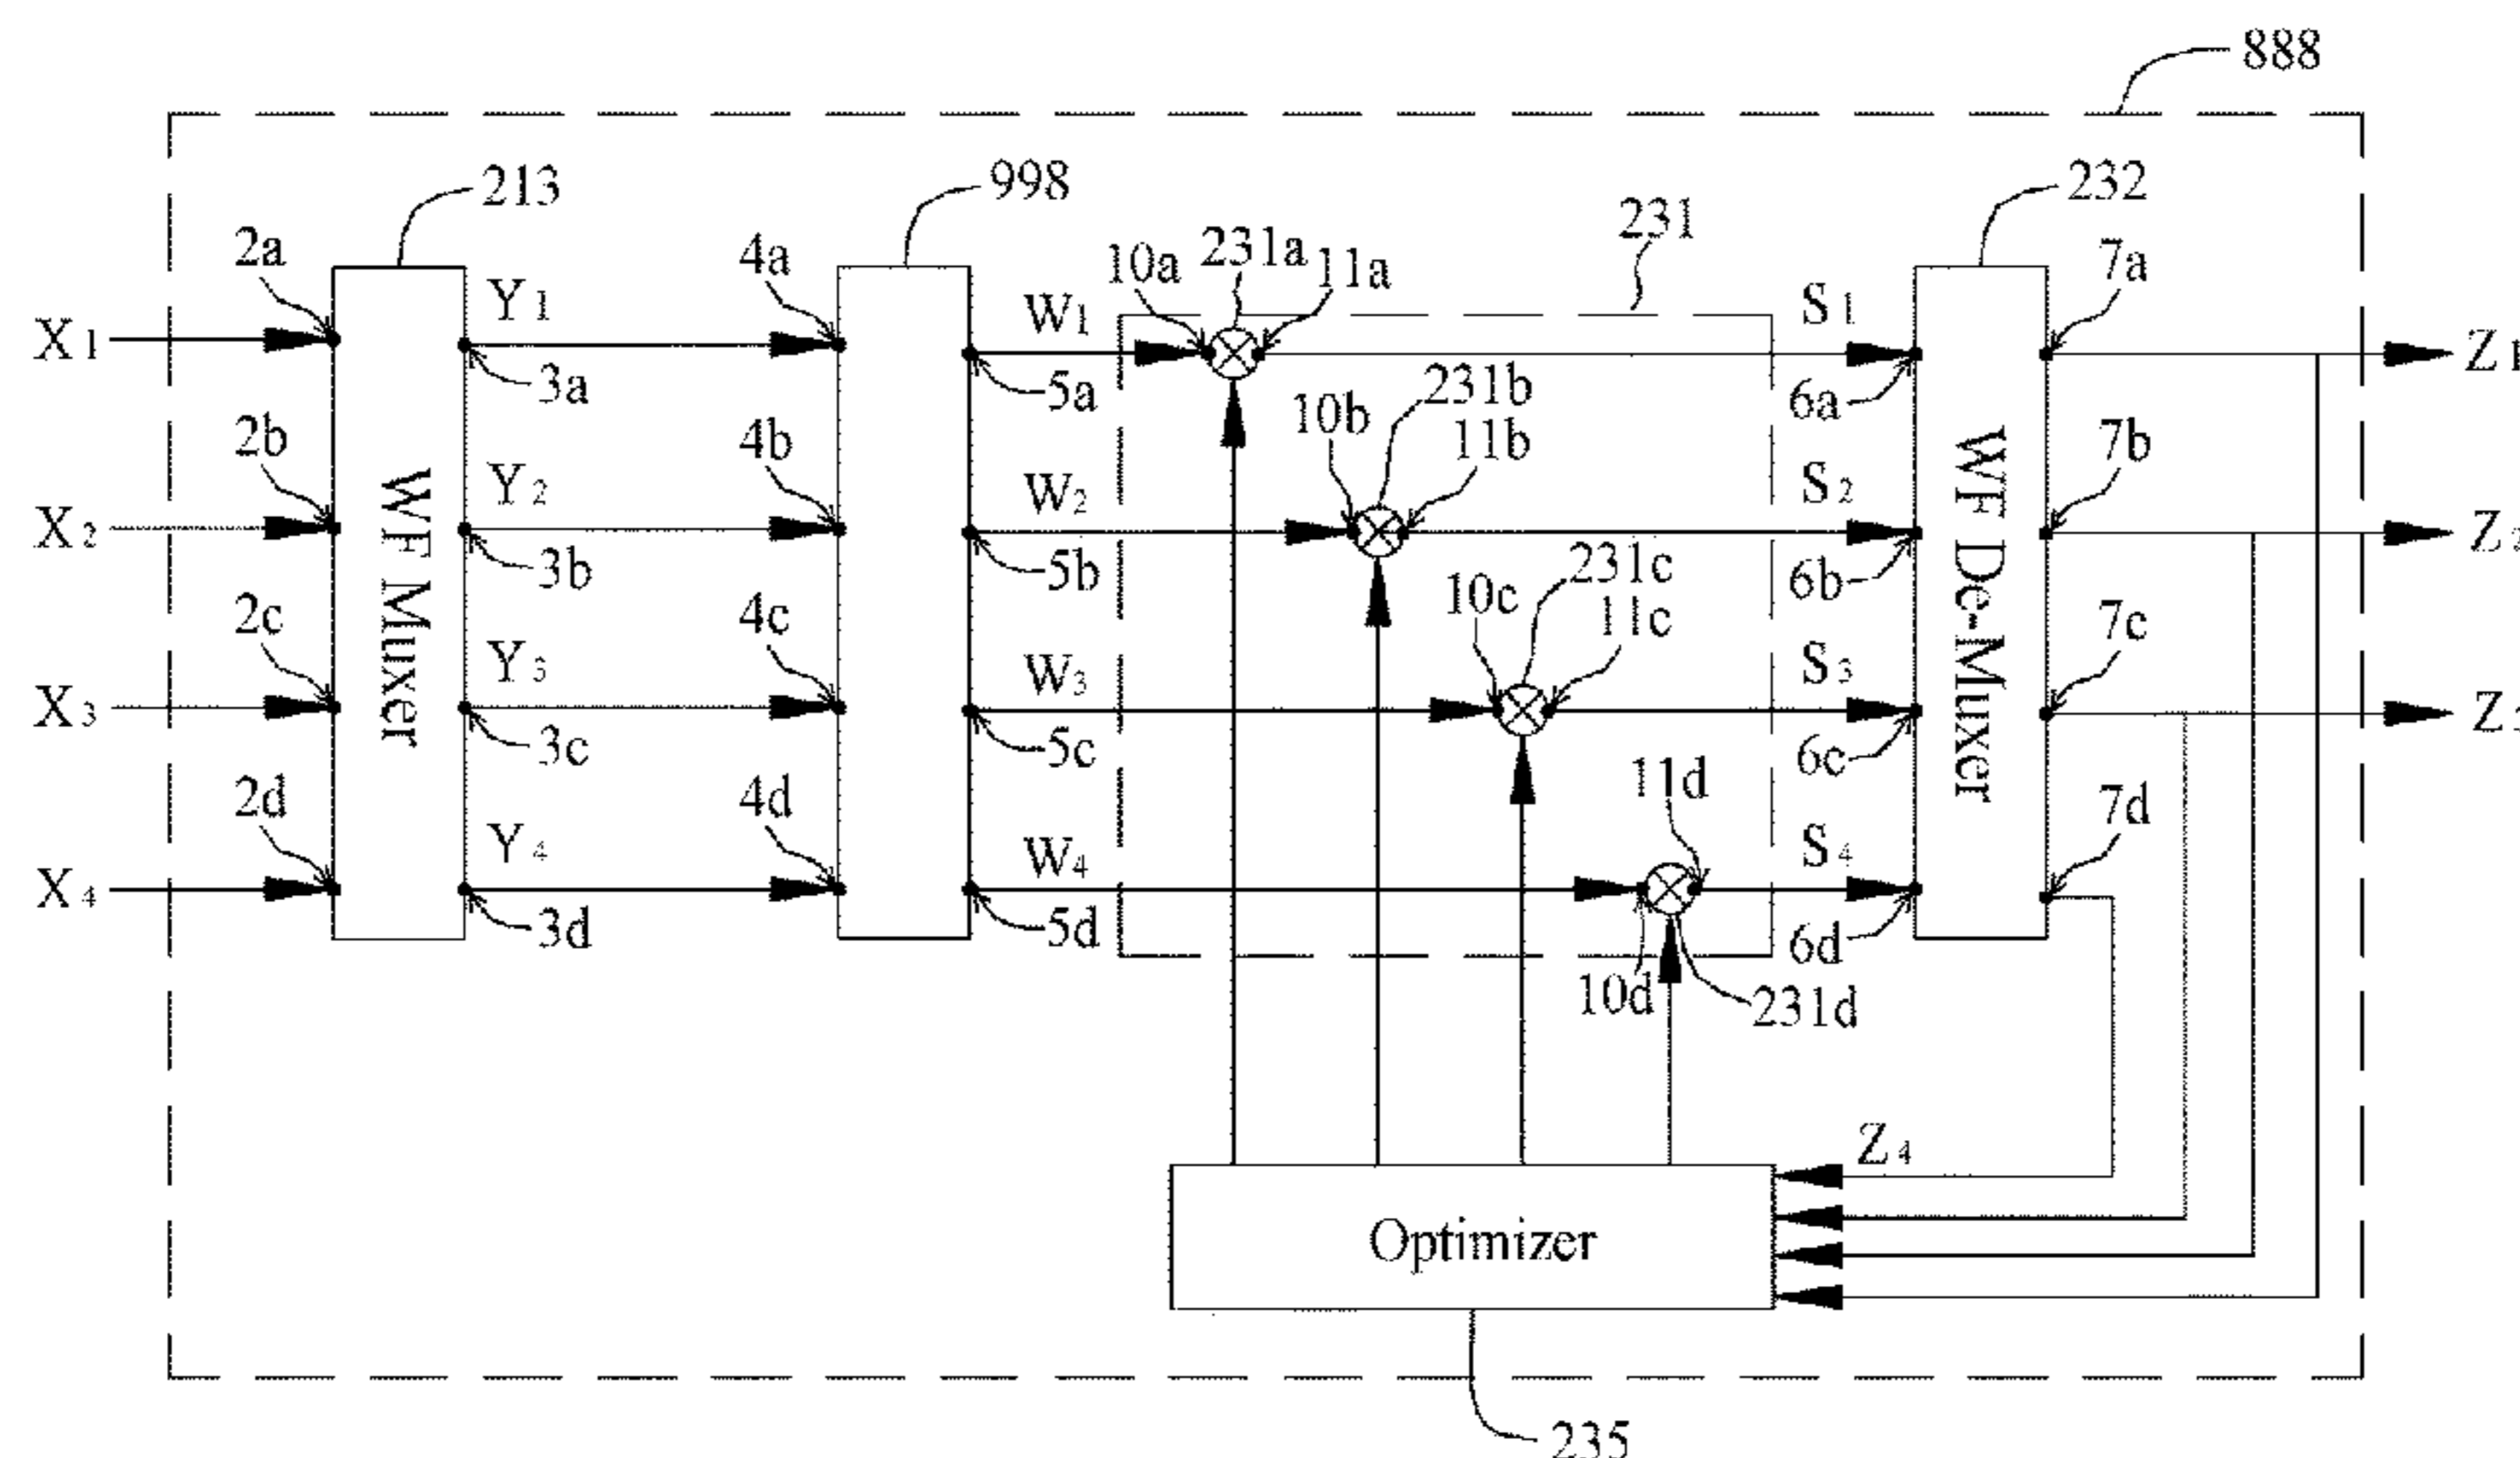 888
213
998
232
231
2a
Y1
4a
W1
10a
231a
11a
S1
7a
X1
3a
5a
6a
Z1
2b
Y2
4b
W2
10b
231b
11b
S2
7b
X2
3b
5b
6b
Z
WF Muxer
WF De-Muxer
2c
Y3
4c
W3
10c
231c
11c
S3
7c
X3
3c
5c
6c
Z
2d
Y4
4d
W4
11d
S4
7d
X4
3d
5d
10d
231d
6d
Z4
Optimizer
235